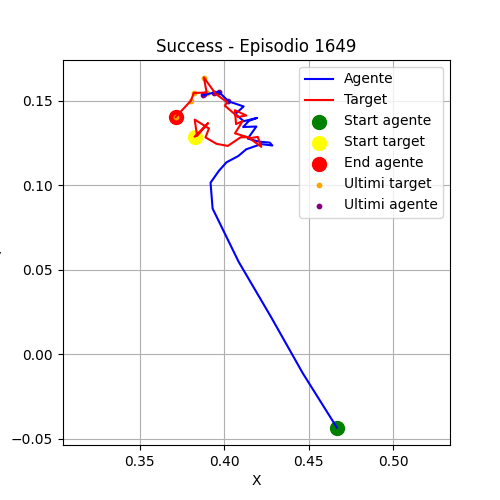 Success - Episodio 1649
Agente
Target
Start agente
Start target
End agente
Ultimi target
Ultimi agente
0.15
0.10
0.05
0.00
−0.05
0.35
0.40
0.45
0.50
X